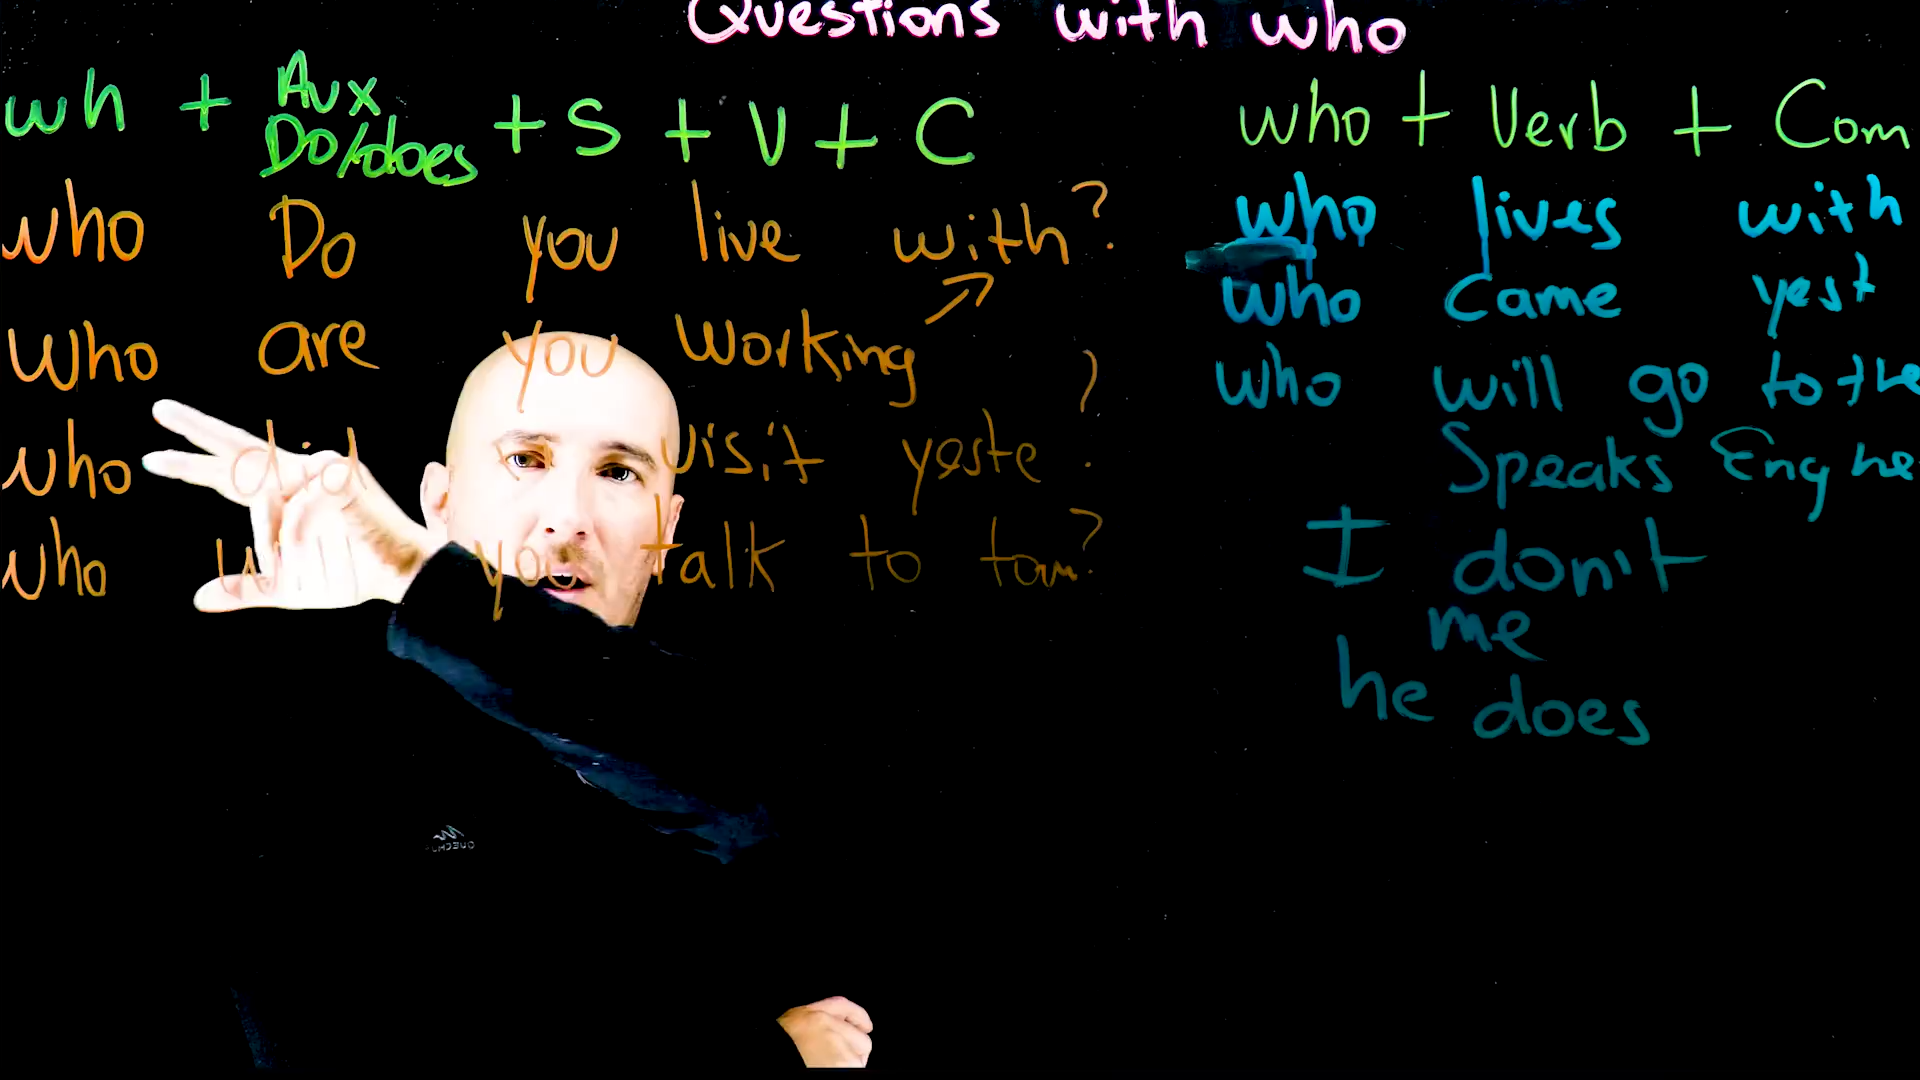 Questions with who
wh + Aux Do/does + S + V + C
who Do you live with?
who are you working
who did visit yeste ?
who you talk to tom?
who + Verb + Com
who lives with
who came yest
who will go to the
Speaks Eng he
I don't
me
he does
QUECHUA